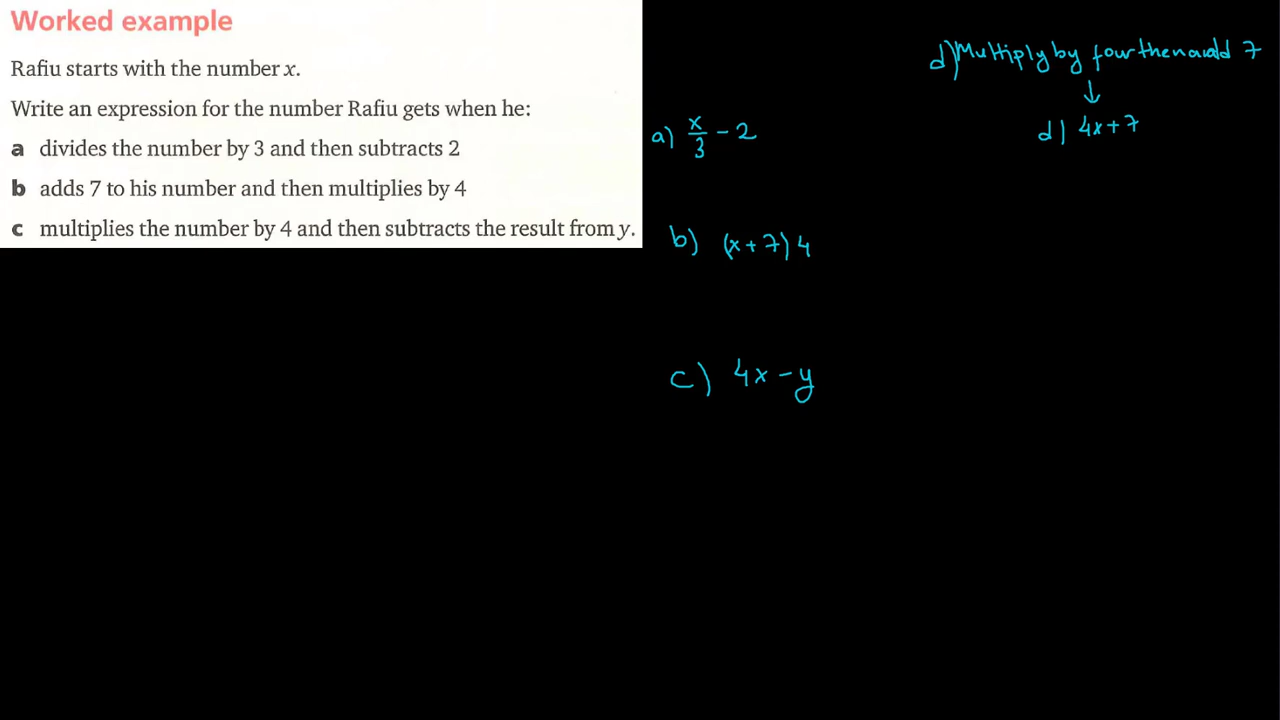 Worked example
Rafiu starts with the number x.
Write an expression for the number Rafiu gets when he:
a divides the number by 3 and then subtracts 2
b adds 7 to his number and then multiplies by 4
c multiplies the number by 4 and then subtracts the result from y.
a) x/3 - 2
b) (x + 7) 4
c) 4x - y
d) Multiply by four then add 7
↓
d) 4x + 7